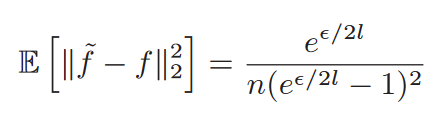 𝔼[‖f̃ − f‖₂²] = e^{ϵ/2l} / n(e^{ϵ/2l} − 1)²